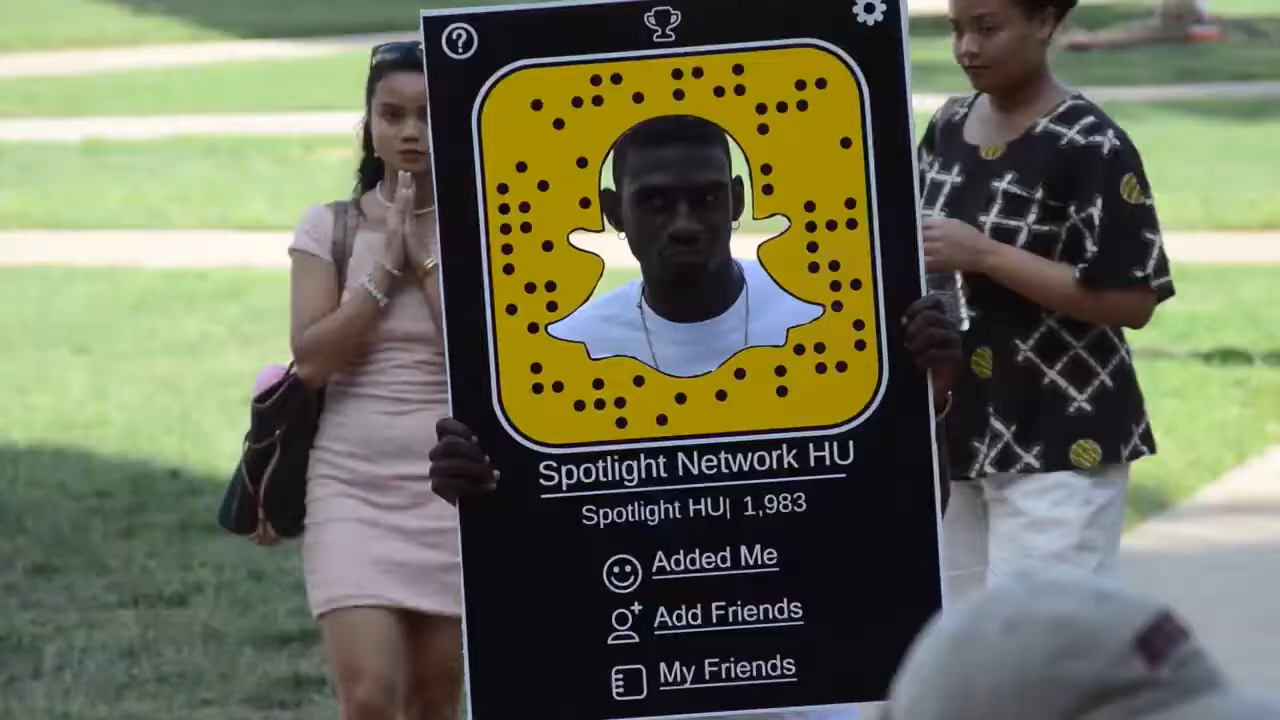 Spotlight Network HU
Spotlight HU| 1,983
Added Me
Add Friends
My Friends